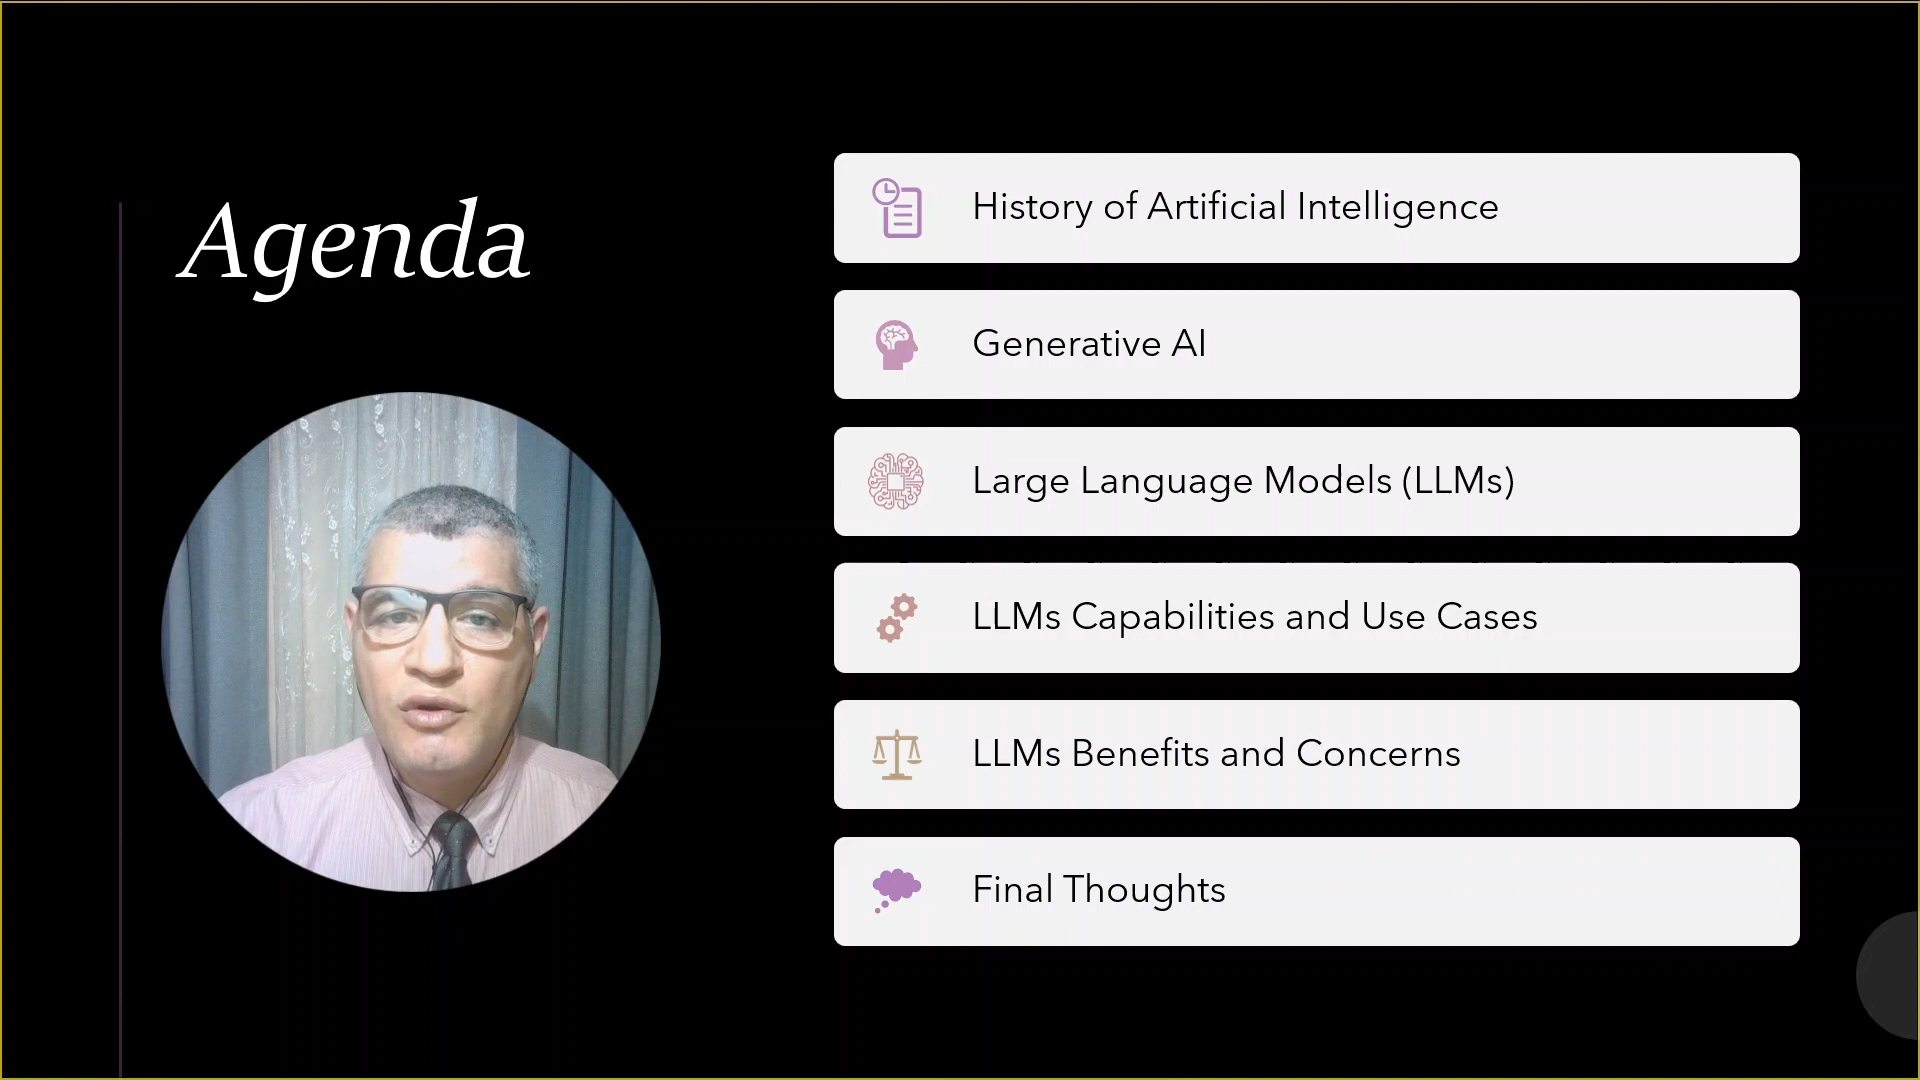 Agenda
History of Artificial Intelligence
Generative AI
Large Language Models (LLMs)
LLMs Capabilities and Use Cases
LLMs Benefits and Concerns
Final Thoughts